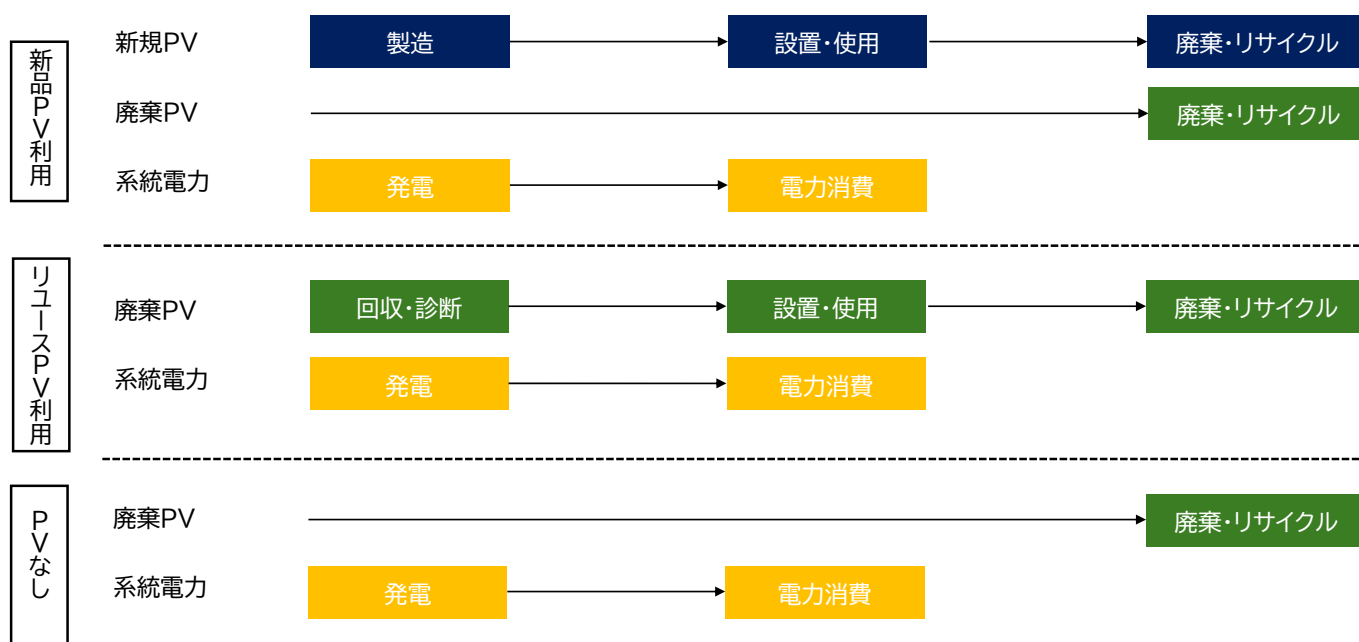 新品PV利用
新規PV 製造 設置・使用 廃棄・リサイクル
廃棄PV 廃棄・リサイクル
系統電力 発電 電力消費
リユースPV利用
廃棄PV 回収・診断 設置・使用 廃棄・リサイクル
系統電力 発電 電力消費
PVなし
廃棄PV 廃棄・リサイクル
系統電力 発電 電力消費